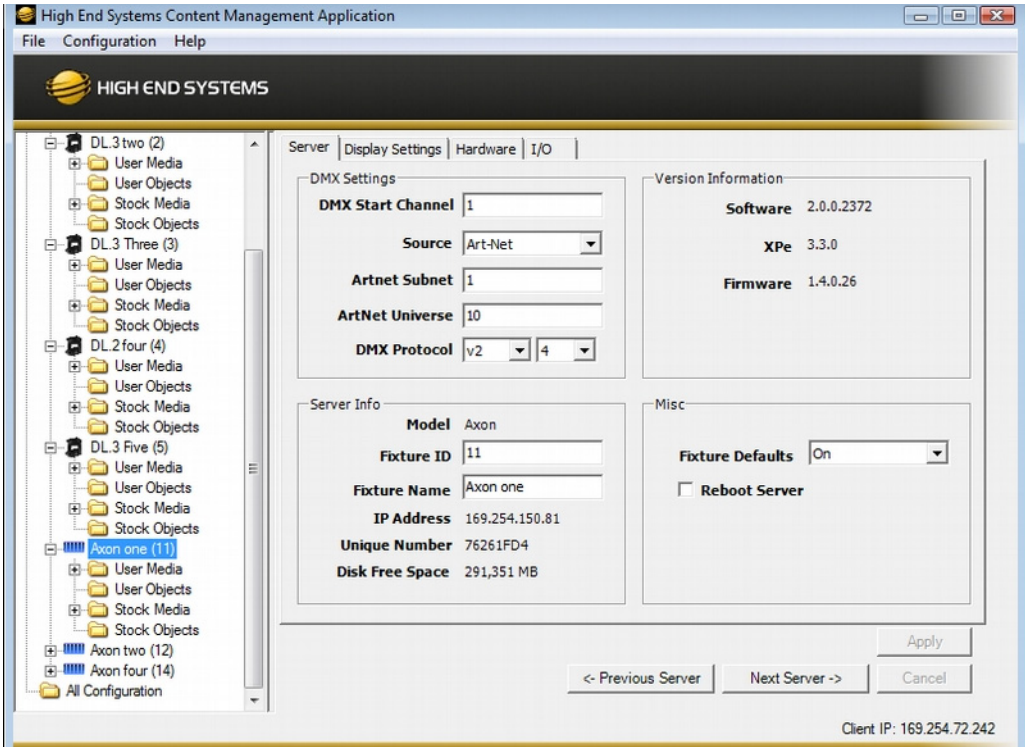 High End Systems Content Management Application
File Configuration Help
HIGH END SYSTEMS
DL.3 two (2)
User Media
User Objects
Stock Media
Stock Objects
DL.3 Three (3)
User Media
User Objects
Stock Media
Stock Objects
DL.2 four (4)
User Media
User Objects
Stock Media
Stock Objects
DL.3 Five (5)
User Media
User Objects
Stock Media
Stock Objects
Axon one (11)
User Media
User Objects
Stock Media
Stock Objects
Axon two (12)
Axon four (14)
All Configuration
Server Display Settings Hardware I/O
DMX Settings
DMX Start Channel 1
Source Art-Net
Artnet Subnet 1
ArtNet Universe 10
DMX Protocol v2 4
Version Information
Software 2.0.0.2372
XPe 3.3.0
Firmware 1.4.0.26
Server Info
Model Axon
Fixture ID 11
Fixture Name Axon one
IP Address 169.254.150.81
Unique Number 76261FD4
Disk Free Space 291,351 MB
Misc
Fixture Defaults On
Reboot Server
Apply
<- Previous Server Next Server -> Cancel
Client IP: 169.254.72.242